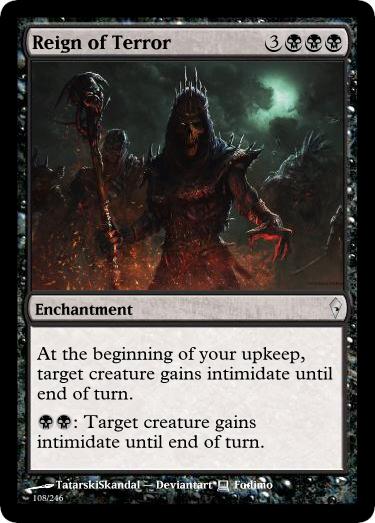 Reign of Terror 3
Enchantment
At the beginning of your upkeep,
target creature gains intimidate until
end of turn.
: Target creature gains
intimidate until end of turn.
TatarskiSkandal — Deviantart Fodimo
108/246